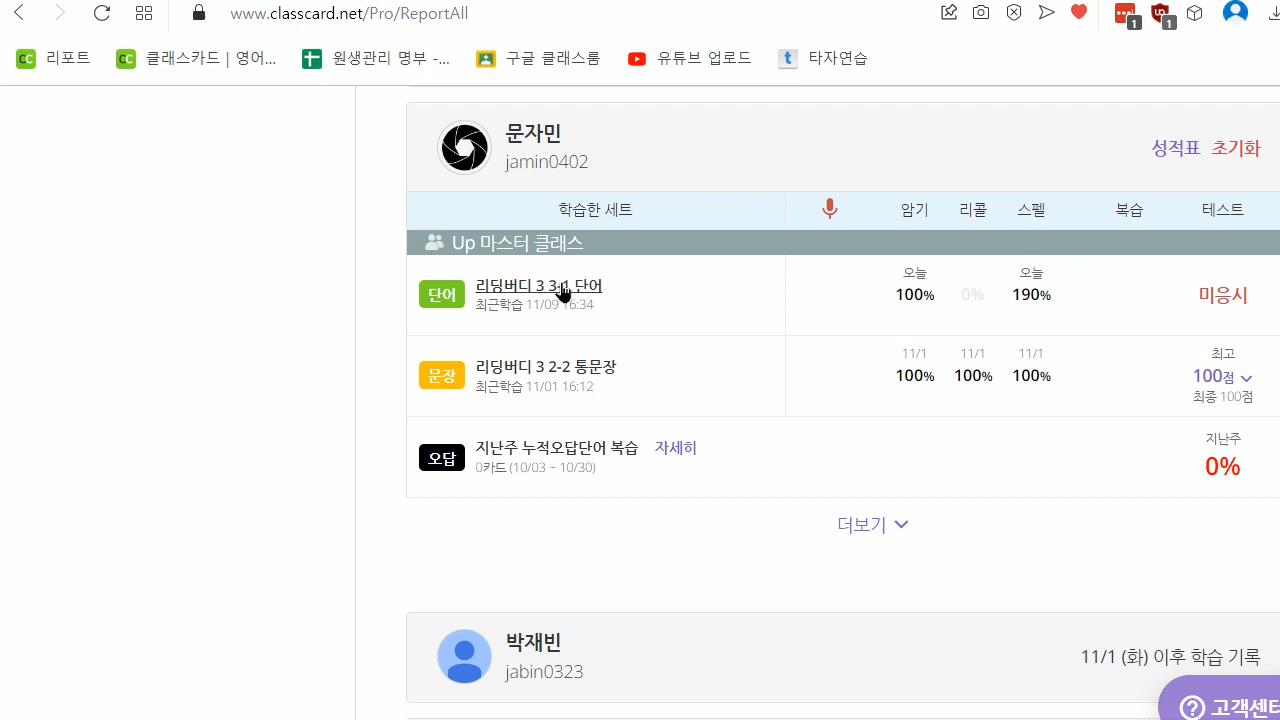 www.classcard.net/Pro/ReportAll
1
1
CC 리포트
CC 클래스카드 | 영어...
원생관리 명부 -...
구글 클래스룸
유튜브 업로드
t 타자연습
문자민
jamin0402
성적표 초기화
학습한 세트 암기 리콜 스펠 복습 테스트
Up 마스터 클래스
오늘 오늘
단어 리딩버디 3 3-1 단어 100% 0% 190% 미응시
최근학습 11/09 16:34
11/1 11/1 11/1 최고
문장 리딩버디 3 2-2 통문장 100% 100% 100% 100점
최근학습 11/01 16:12 최종 100점
오답 지난주 누적오답단어 복습 자세히 지난주
0카드 (10/03 ~ 10/30) 0%
더보기
박재빈
jabin0323
11/1 (화) 이후 학습 기록
고객센터